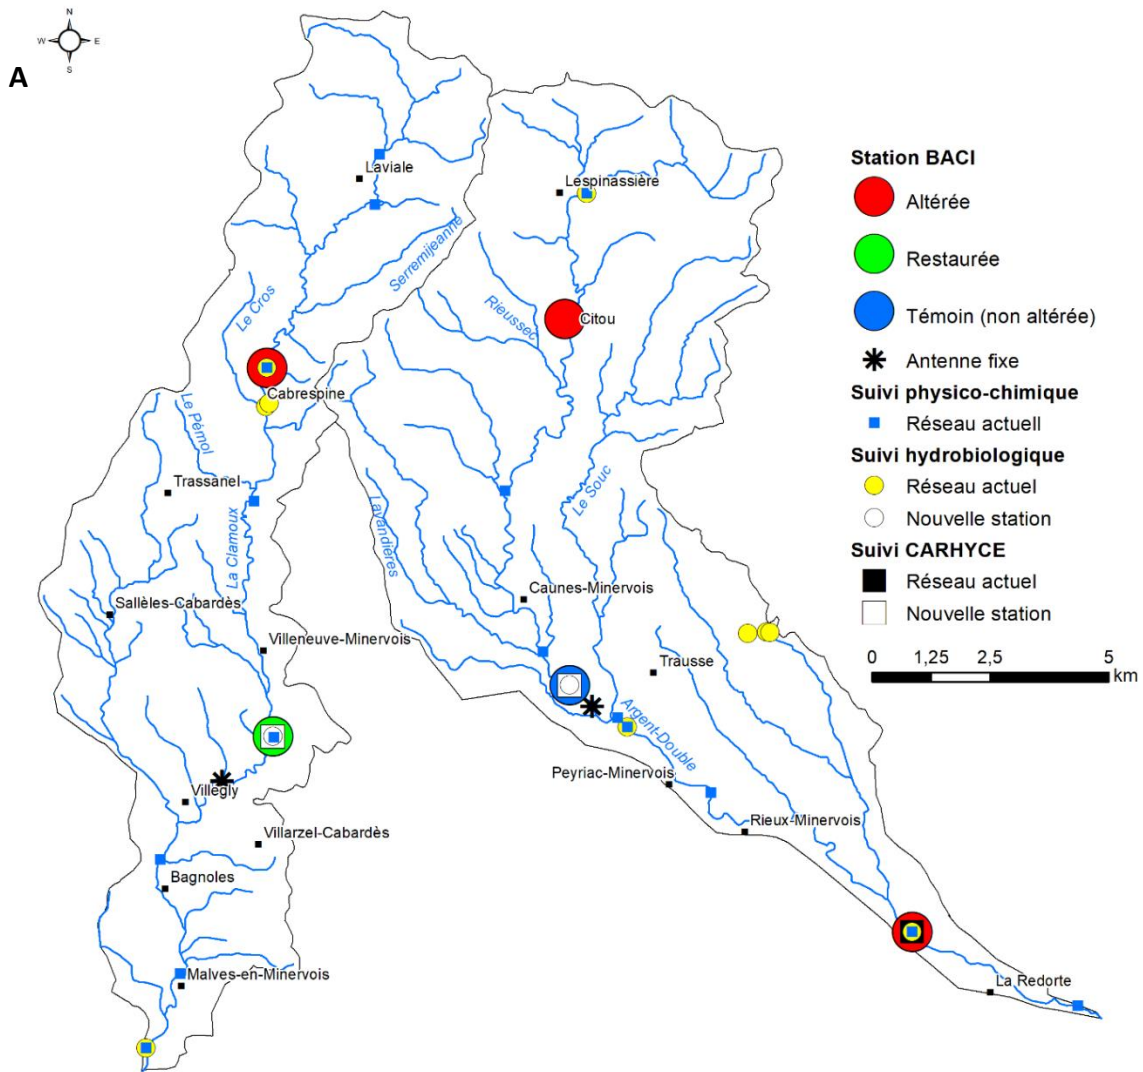 N
W E
S
A
Laviale
Lespinassière
Serremijeanne
Le Cros
Rieussec
Citou
Cabrespine
Le Pémol
Trassanel
Lavandières
Le Souc
La Clamoux
Caunes-Minervois
Sallèles-Cabardès
Villeneuve-Minervois
Trausse
Argent-Double
Peyriac-Minervois
Villegly
Rieux-Minervois
Villarzel-Cabardès
Bagnoles
Malves-en-Minervois
La Redorte
Station BACI
Altérée
Restaurée
Témoin (non altérée)
Antenne fixe
Suivi physico-chimique
Réseau actuell
Suivi hydrobiologique
Réseau actuel
Nouvelle station
Suivi CARHYCE
Réseau actuel
Nouvelle station
0 1,25 2,5 5
km